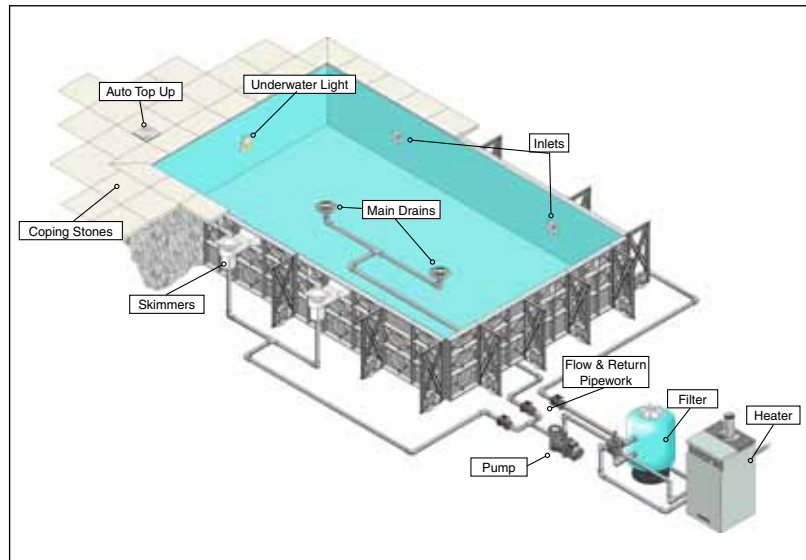 Auto Top Up
Underwater Light
Inlets
Main Drains
Coping Stones
Skimmers
Flow & Return
Pipework
Filter
Heater
Pump